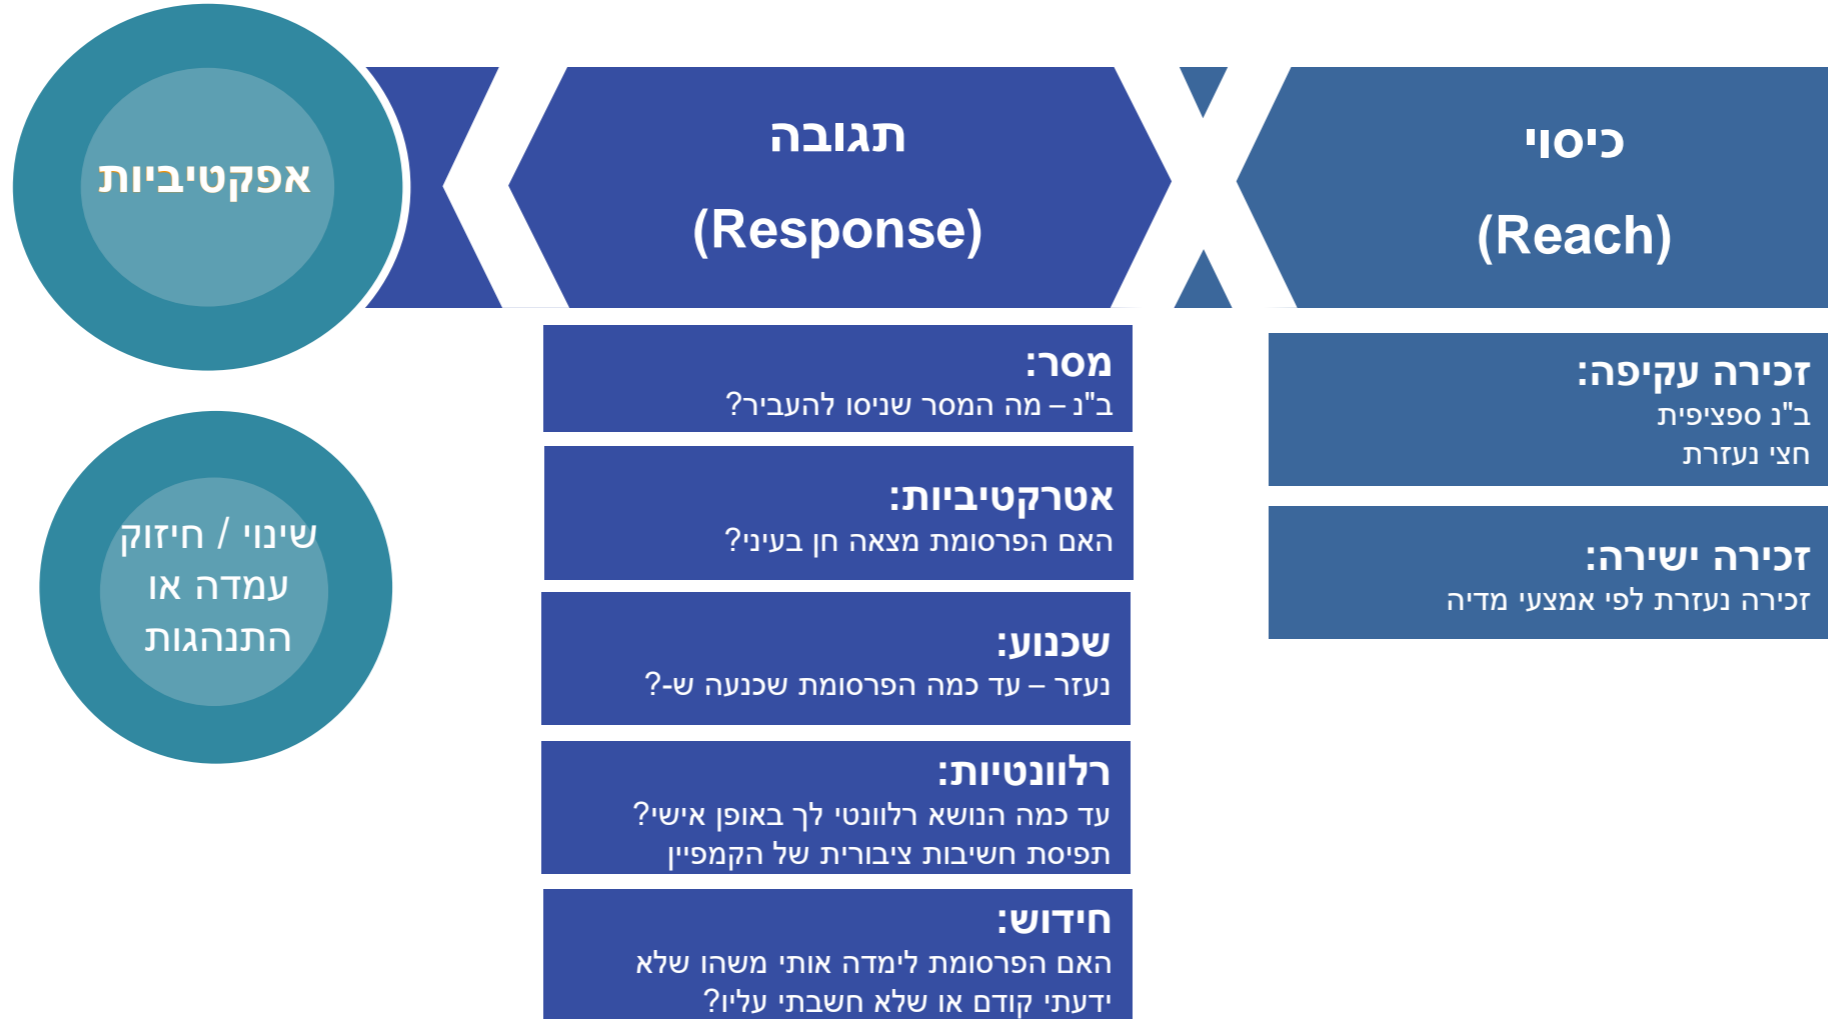 כיסוי
(Reach)
זכירה עקיפה:
ב"נ ספציפית
חצי נעזרת
זכירה ישירה:
זכירה נעזרת לפי אמצעי מדיה
תגובה
(Response)
מסר:
ב"נ – מה המסר שניסו להעביר?
אטרקטיביות:
האם הפרסומת מצאה חן בעיני?
שכנוע:
נעזר – עד כמה הפרסומת שכנעה ש-?
רלוונטיות:
עד כמה הנושא רלוונטי לך באופן אישי?
תפיסת חשיבות ציבורית של הקמפיין
חידוש:
האם הפרסומת לימדה אותי משהו שלא
ידעתי קודם או שלא חשבתי עליו?
אפקטיביות
שינוי / חיזוק
עמדה או
התנהגות